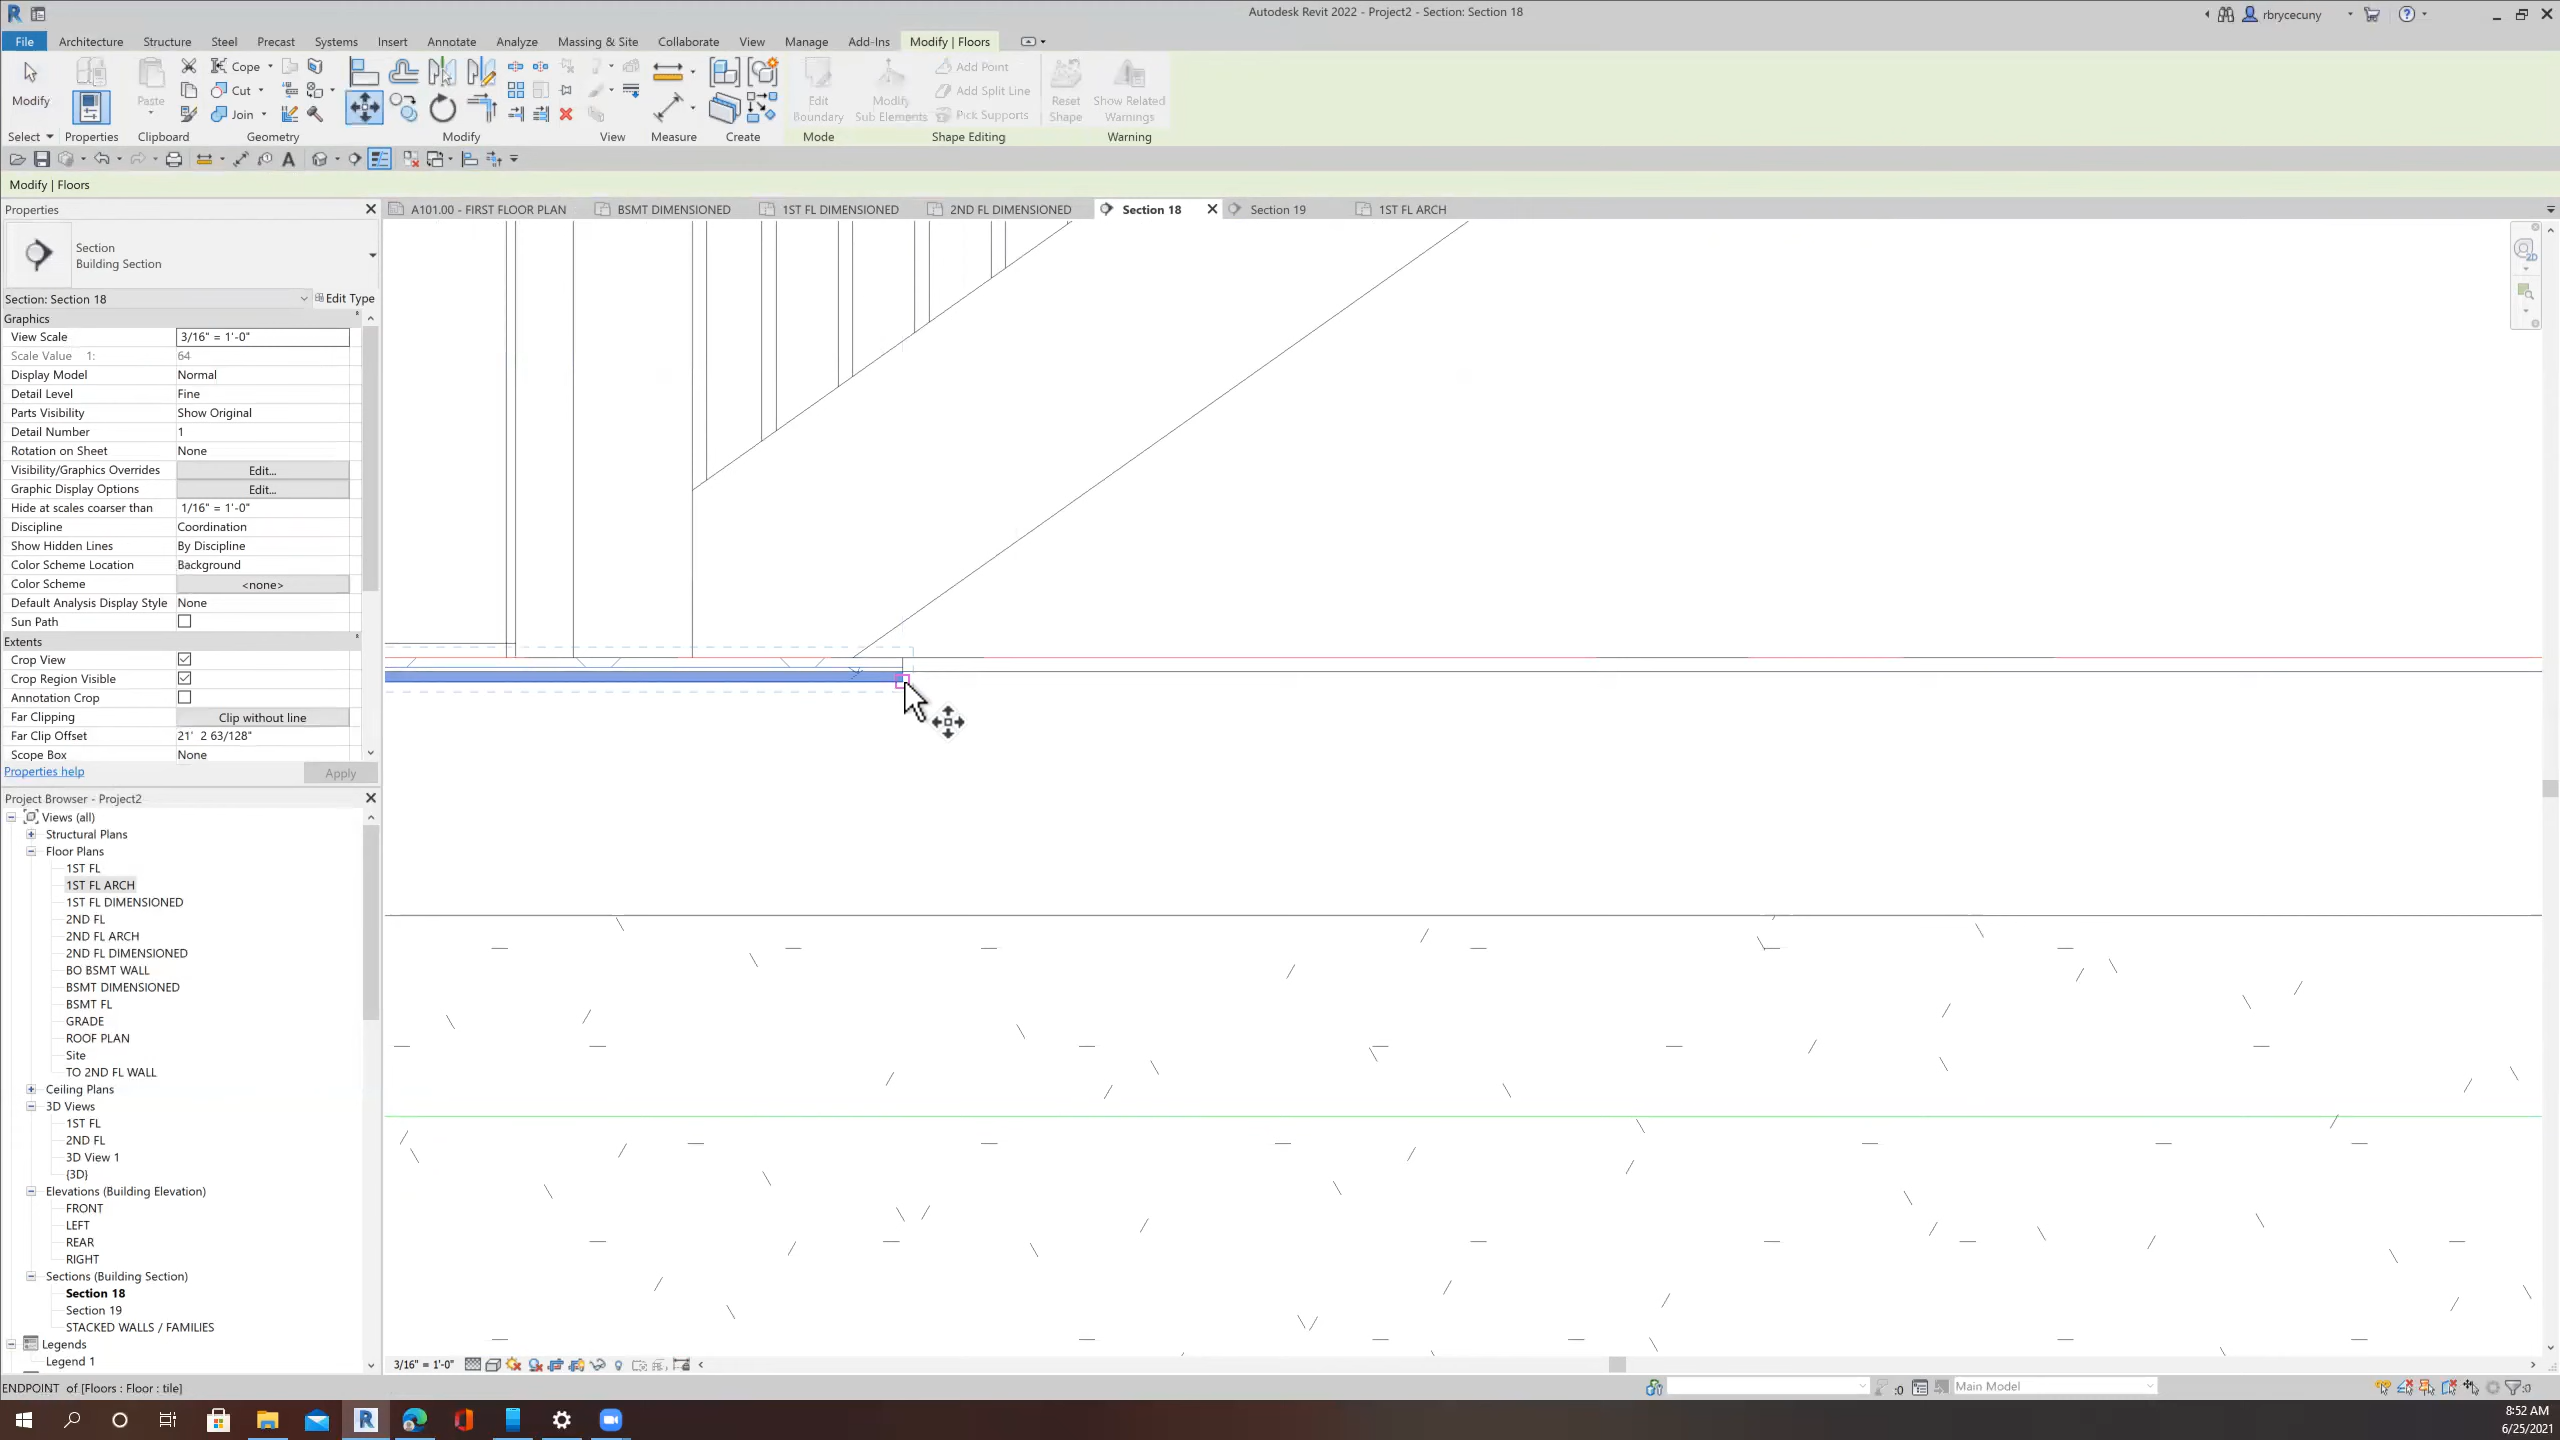 Autodesk Revit 2022 - Project2 - Section: Section 18
rbrycecuny
File Architecture Structure Steel Precast Systems Insert Annotate Analyze Massing & Site Collaborate View Manage Add-Ins Modify | Floors
Modify
Properties
Paste
Cope
Cut
Join
Edit Boundary
Modify Sub Elements
Add Point
Add Split Line
Pick Supports
Reset Shape
Show Related Warnings
Select Properties Clipboard Geometry Modify View Measure Create Mode Shape Editing Warning
Modify | Floors
Properties
A101.00 - FIRST FLOOR PLAN BSMT DIMENSIONED 1ST FL DIMENSIONED 2ND FL DIMENSIONED Section 18 Section 19 1ST FL ARCH
Section
Building Section
Section: Section 18 Edit Type
Graphics
View Scale 3/16" = 1'-0"
Scale Value 1: 64
Display Model Normal
Detail Level Fine
Parts Visibility Show Original
Detail Number 1
Rotation on Sheet None
Visibility/Graphics Overrides Edit...
Graphic Display Options Edit...
Hide at scales coarser than 1/16" = 1'-0"
Discipline Coordination
Show Hidden Lines By Discipline
Color Scheme Location Background
Color Scheme <none>
Default Analysis Display Style None
Sun Path
Extents
Crop View
Crop Region Visible
Annotation Crop
Far Clipping Clip without line
Far Clip Offset 21' 2 63/128"
Scope Box None
Properties help Apply
Project Browser - Project2
Views (all)
Structural Plans
Floor Plans
1ST FL
1ST FL ARCH
1ST FL DIMENSIONED
2ND FL
2ND FL ARCH
2ND FL DIMENSIONED
BO BSMT WALL
BSMT DIMENSIONED
BSMT FL
GRADE
ROOF PLAN
Site
TO 2ND FL WALL
Ceiling Plans
3D Views
1ST FL
2ND FL
3D View 1
{3D}
Elevations (Building Elevation)
FRONT
LEFT
REAR
RIGHT
Sections (Building Section)
Section 18
Section 19
STACKED WALLS / FAMILIES
Legends
Legend 1
3/16" = 1'-0"
ENDPOINT of [Floors : Floor : tile]
:0
Main Model
:0
8:52 AM
6/25/2021